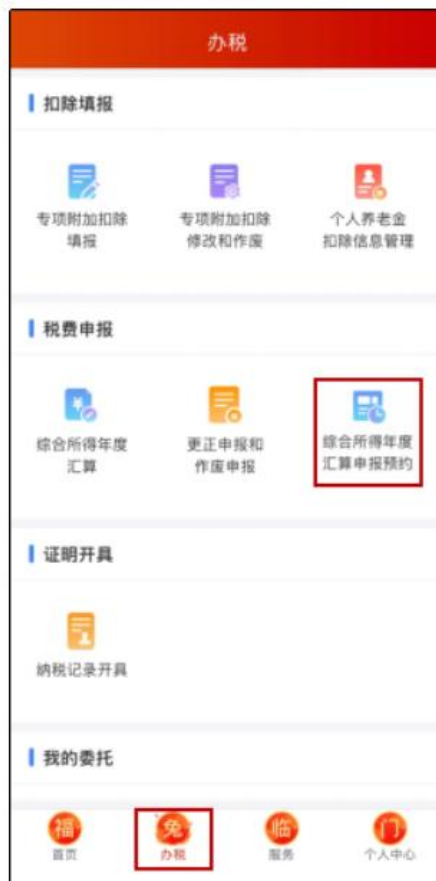 办税
扣除填报
专项附加扣除
填报
专项附加扣除
修改和作废
个人养老金
扣除信息管理
税费申报
综合所得年度
汇算
更正申报和
作废申报
综合所得年度
汇算申报预约
证明开具
纳税记录开具
我的委托
福
兔
临
门
首页
办税
服务
个人中心